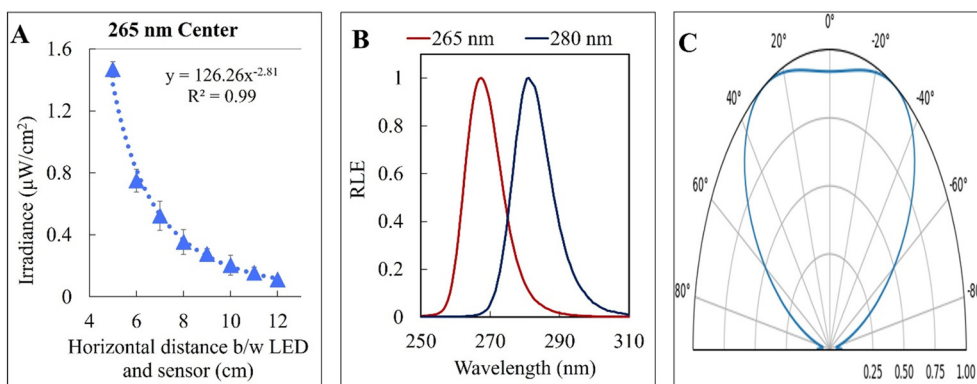 A
265 nm Center
1.6
1.2
0.8
0.4
0
y = 126.26x^-2.81
R² = 0.99
Irradiance (µW/cm²)
4 6 8 10 12
Horizontal distance b/w LED
and sensor (cm)
B
265 nm 280 nm
1
0.8
0.6
0.4
0.2
0
RLE
250 270 290 310
Wavelength (nm)
C
0°
20° -20°
40° -40°
60° -60°
80° -80
0.25 0.50 0.75 1.00